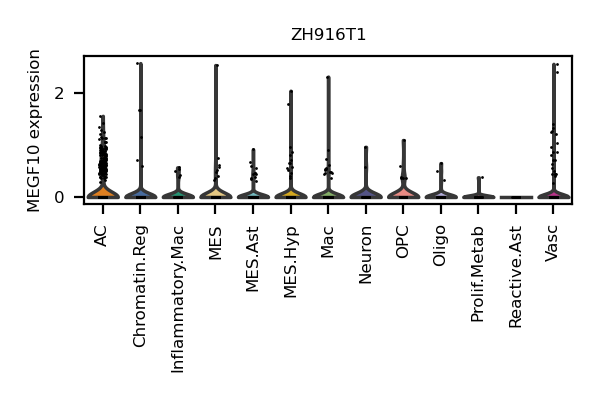 ZH916T1
MEGF10 expression
2
0
AC
Chromatin.Reg
Inflammatory.Mac
MES
MES.Ast
MES.Hyp
Mac
Neuron
OPC
Oligo
Prolif.Metab
Reactive.Ast
Vasc